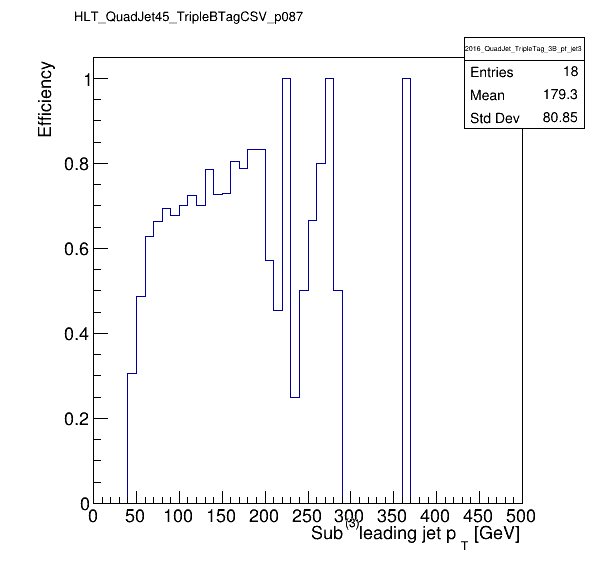 HLT_QuadJet45_TripleBTagCSV_p087
2016_QuadJet_TripleTag_3B_pt_jet3
Entries 18
Mean 179.3
Std Dev 80.85
Efficiency
1
0.8
0.6
0.4
0.2
0
0 50 100 150 200 250 300 350 400 450 500
Sub(3)leading jet pT [GeV]